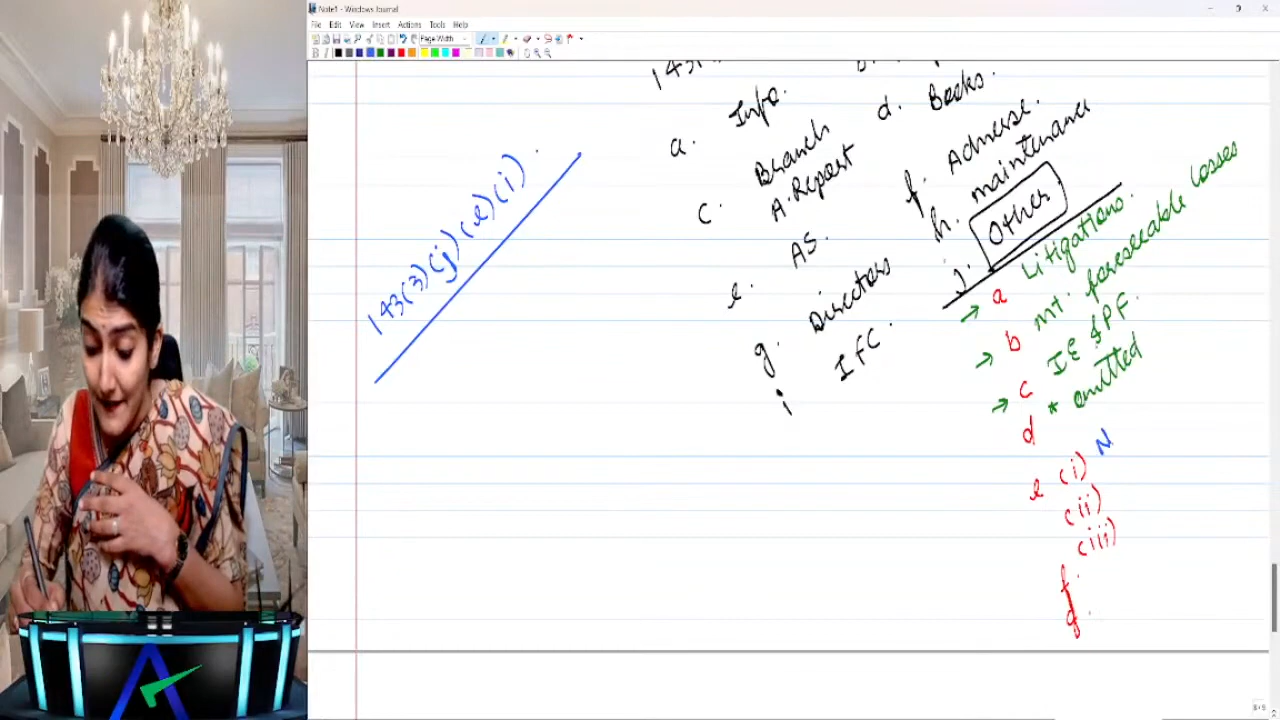 Note1 - Windows Journal
File Edit View Insert Actions Tools Help
Page Width
a. Info.
d. Books.
c. Branch
A. Report
f. Adverse.
h. maintenance
e. AS.
j. Other
g. Directors
i IFC.
143(3)(j)(e)(i).
→ a Litigations.
→ b mt. foreseeable losses
→ c IE & PF.
d * omitted
e (i) N
(ii)
(iii)
f.
g.